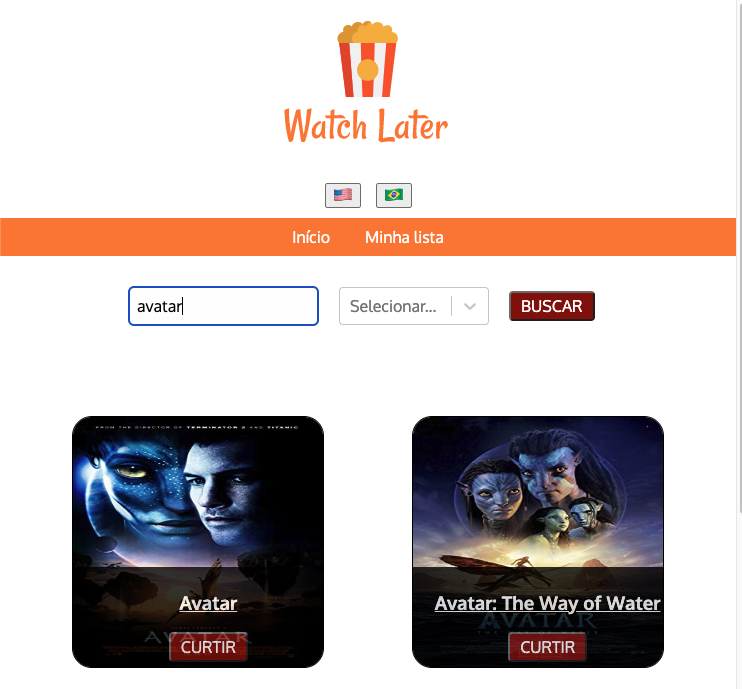 Watch Later
Início Minha lista
avatar Selecionar... BUSCAR
FROM THE DIRECTOR OF TERMINATOR 2 AND TITANIC
Avatar
AVATAR
CURTIR
Avatar: The Way of Water
AVATAR
CURTIR